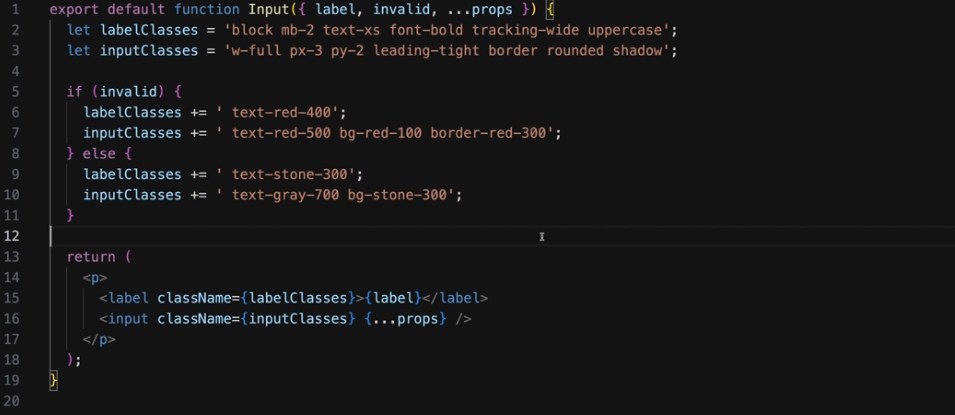 1 export default function Input({ label, invalid, ...props }) {
2 let labelClasses = 'block mb-2 text-xs font-bold tracking-wide uppercase';
3 let inputClasses = 'w-full px-3 py-2 leading-tight border rounded shadow';
4
5 if (invalid) {
6 labelClasses += ' text-red-400';
7 inputClasses += ' text-red-500 bg-red-100 border-red-300';
8 } else {
9 labelClasses += ' text-stone-300';
10 inputClasses += ' text-gray-700 bg-stone-300';
11 }
12
13 return (
14 <p>
15 <label className={labelClasses}>{label}</label>
16 <input className={inputClasses} {...props} />
17 </p>
18 );
19 }
20